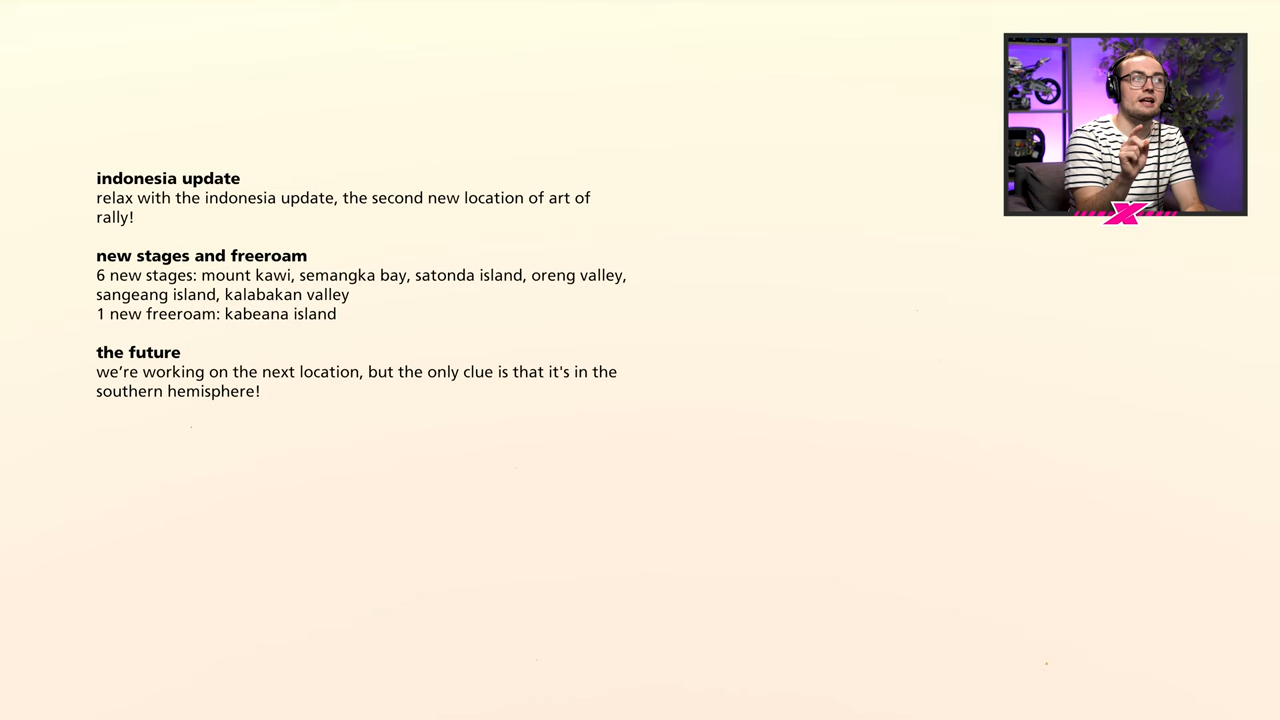 indonesia update
relax with the indonesia update, the second new location of art of
rally!
new stages and freeroam
6 new stages: mount kawi, semangka bay, satonda island, oreng valley,
sangeang island, kalabakan valley
1 new freeroam: kabeana island
the future
we’re working on the next location, but the only clue is that it's in the
southern hemisphere!